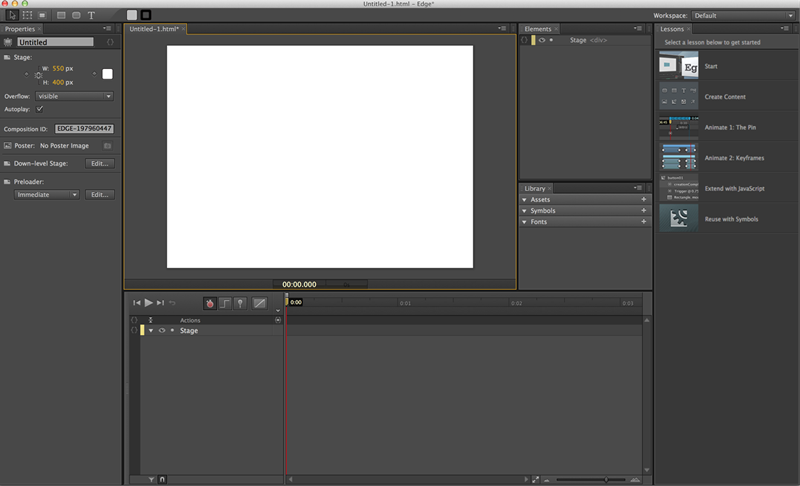 Untitled-1.html - Edge*
T
Workspace: Default
Properties ×
Untitled
Stage:
W: 550 px
H: 400 px
Overflow: visible
Autoplay:
Composition ID: EDGE-197960447
Poster: No Poster Image
Down-level Stage: Edit...
Preloader:
Immediate Edit...
Untitled-1.html* ×
00:00.000
Elements ×
Stage <div>
Library ×
Assets +
Symbols +
Fonts +
Lessons ×
Select a lesson below to get started
Eg
Start
Create Content
Animate 1: The Pin
Animate 2: Keyframes
Extend with JavaScript
Reuse with Symbols
0:00 0:01 0:02 0:03
Actions
Stage